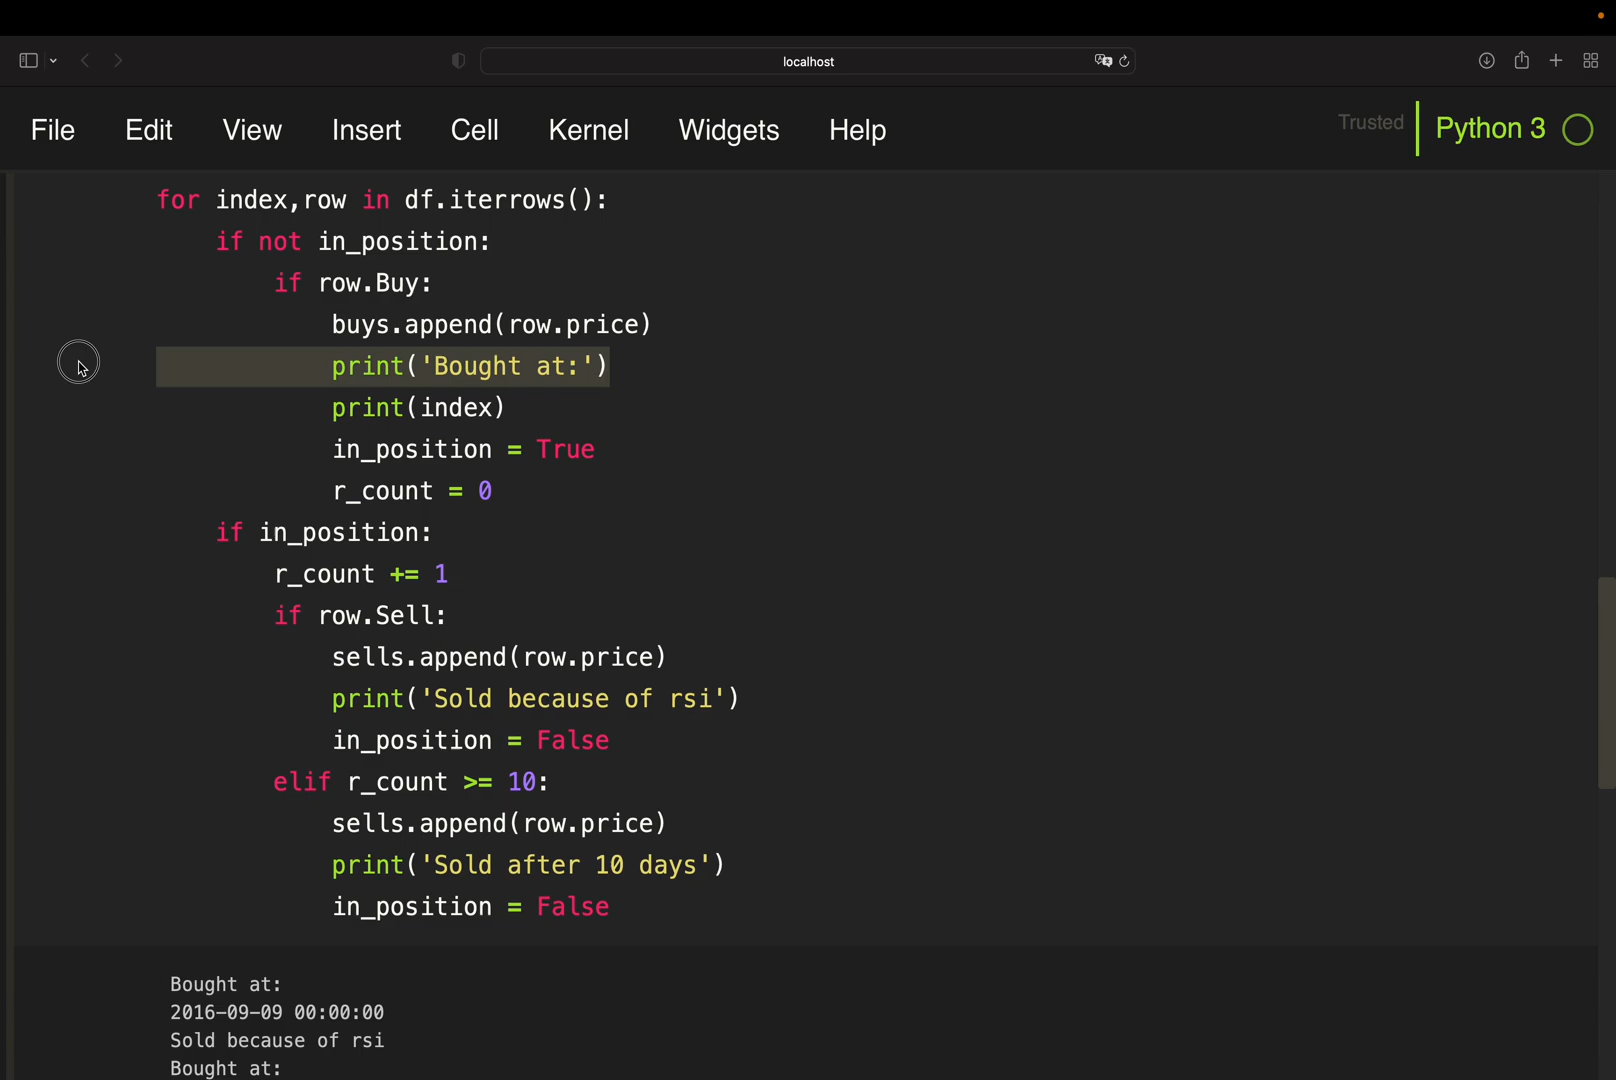 localhost
File Edit View Insert Cell Kernel Widgets Help
Trusted Python 3
for index,row in df.iterrows():
    if not in_position:
        if row.Buy:
            buys.append(row.price)
            print('Bought at:')
            print(index)
            in_position = True
            r_count = 0
    if in_position:
        r_count += 1
        if row.Sell:
            sells.append(row.price)
            print('Sold because of rsi')
            in_position = False
        elif r_count >= 10:
            sells.append(row.price)
            print('Sold after 10 days')
            in_position = False
Bought at:
2016-09-09 00:00:00
Sold because of rsi
Bought at: